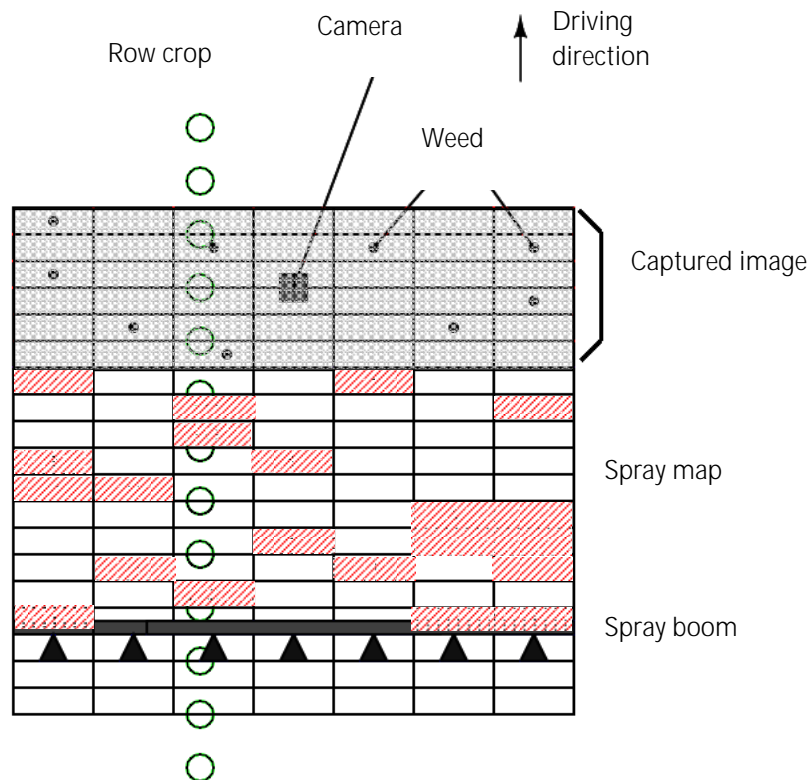 Camera
Driving
direction
Row crop
Weed
Captured image
Spray map
Spray boom